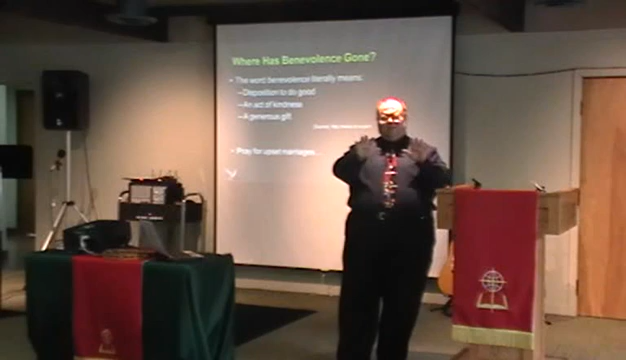 Where Has Benevolence Gone?
• The word benevolence literally means:
–Disposition to do good
–An act of kindness
–A generous gift
• Pray for upset marriages...